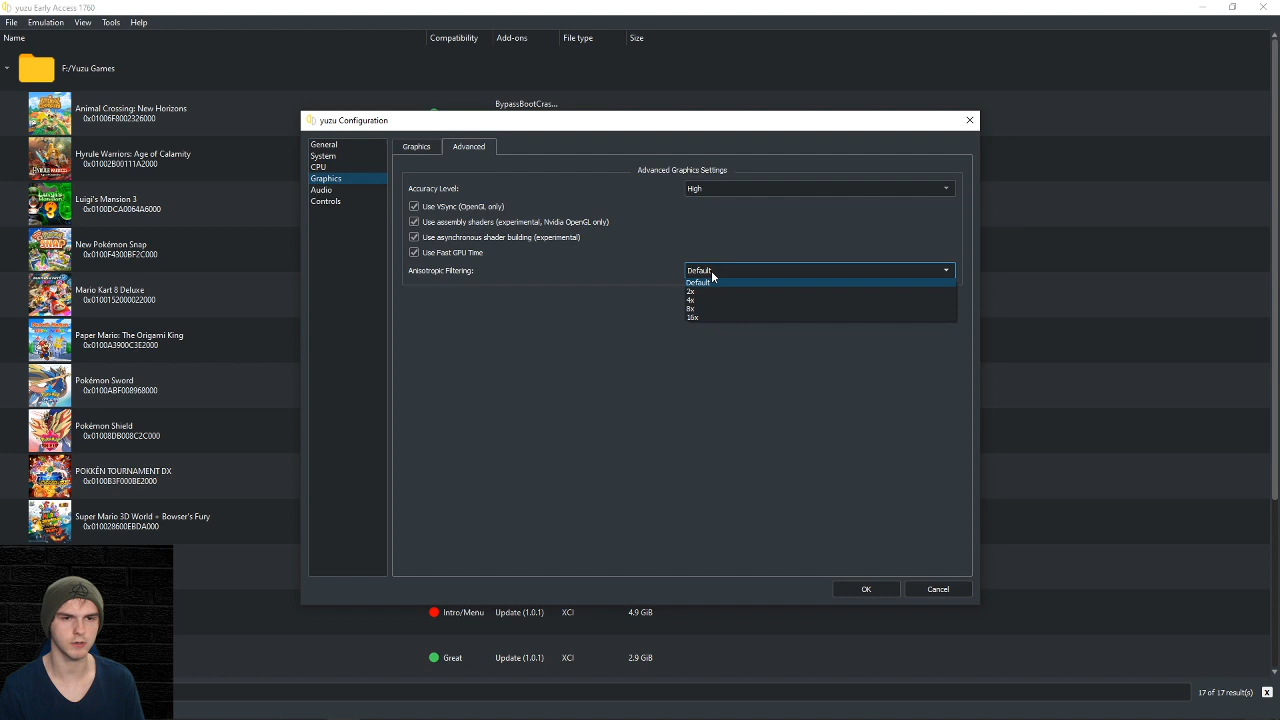 yuzu Early Access 1760
File Emulation View Tools Help
Name Compatibility Add-ons File type Size
F:/Yuzu Games
Animal Crossing: New Horizons
0x01006F8002326000
BypassBootCras...
Hyrule Warriors: Age of Calamity
0x01002B00111A2000
Luigi's Mansion 3
0x0100DCA0064A6000
New Pokémon Snap
0x0100F4300BF2C000
Mario Kart 8 Deluxe
0x0100152000022000
Paper Mario: The Origami King
0x0100A3900C3E2000
Pokémon Sword
0x0100ABF008968000
Pokémon Shield
0x01008DB008C2C000
POKKÉN TOURNAMENT DX
0x0100B3F000BE2000
Super Mario 3D World + Bowser's Fury
0x010028600EBDA000
Intro/Menu Update (1.0.1) XCI 4.9 GiB
Great Update (1.0.1) XCI 2.9 GiB
17 of 17 result(s) X
yuzu Configuration
General
System
CPU
Graphics
Audio
Controls
Graphics Advanced
Advanced Graphics Settings
Accuracy Level: High
Use VSync (OpenGL only)
Use assembly shaders (experimental, Nvidia OpenGL only)
Use asynchronous shader building (experimental)
Use Fast GPU Time
Anisotropic Filtering: Default
Default
2x
4x
8x
16x
OK Cancel